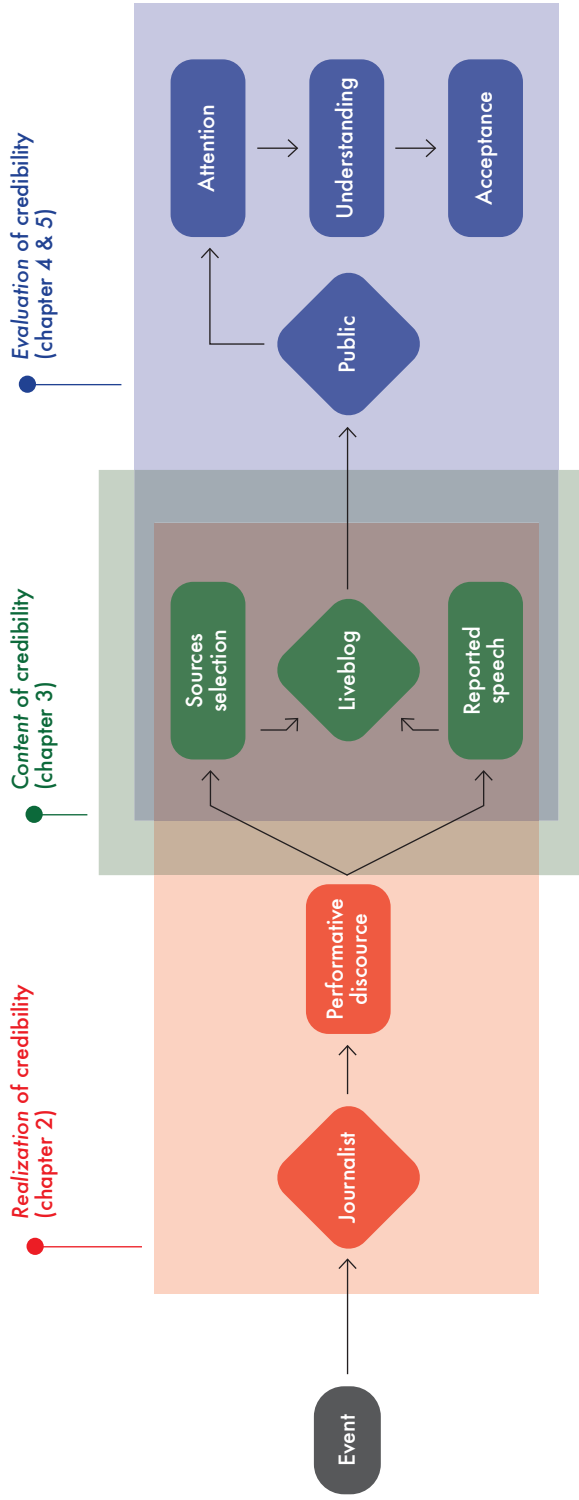 Realization of credibility
(chapter 2)
Content of credibility
(chapter 3)
Evaluation of credibility
(chapter 4 & 5)
Event
Journalist
Performative
discource
Sources
selection
Liveblog
Reported
speech
Public
Attention
Understanding
Acceptance